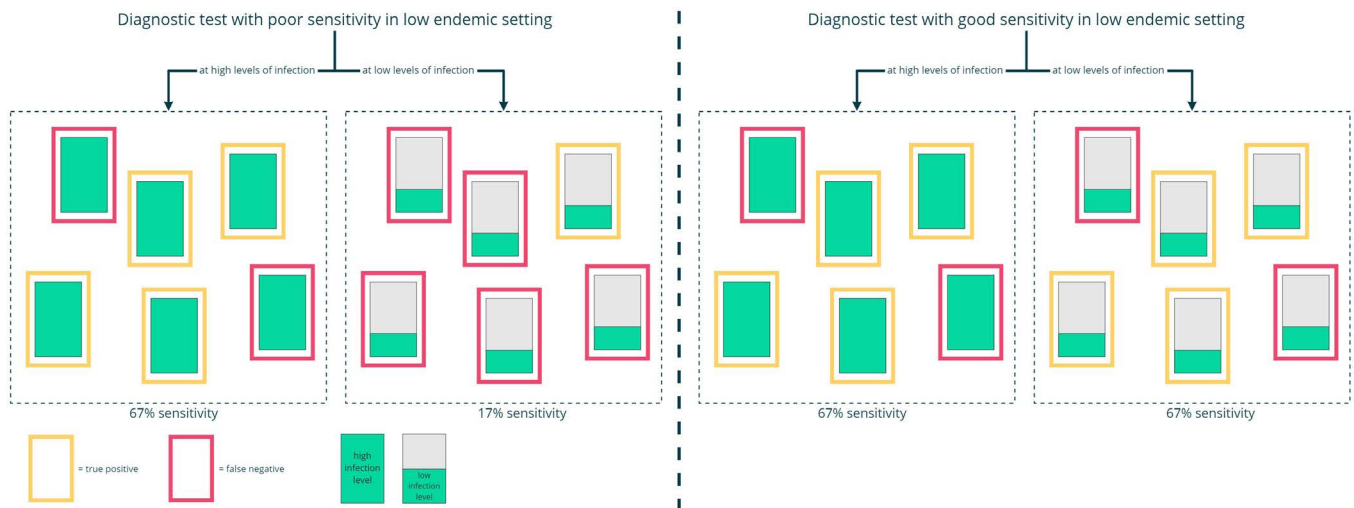 Diagnostic test with poor sensitivity in low endemic setting
at high levels of infection
at low levels of infection
67% sensitivity
17% sensitivity
= true positive
= false negative
high
infection
level
low
infection
level
Diagnostic test with good sensitivity in low endemic setting
at high levels of infection
at low levels of infection
67% sensitivity
67% sensitivity